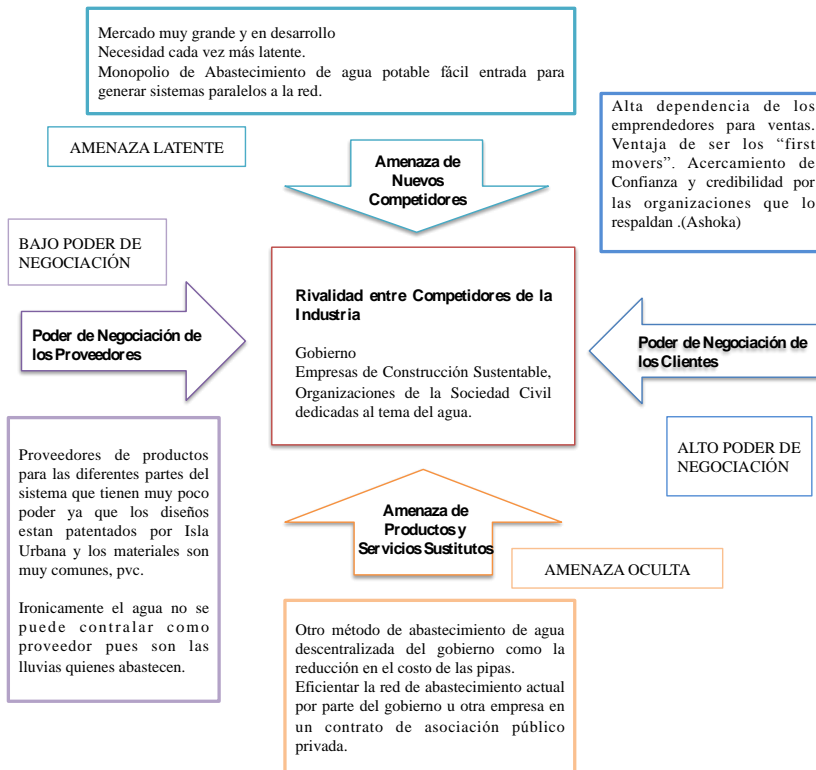 Mercado muy grande y en desarrollo
Necesidad cada vez más latente.
Monopolio de Abastecimiento de agua potable fácil entrada para
generar sistemas paralelos a la red.
AMENAZA LATENTE
Amenaza de
Nuevos
Competidores
Alta dependencia de los
emprendedores para ventas.
Ventaja de ser los “first
movers”. Acercamiento de
Confianza y credibilidad por
las organizaciones que lo
respaldan .(Ashoka)
BAJO PODER DE
NEGOCIACIÓN
Poder de Negociación de
los Proveedores
Rivalidad entre Competidores de la
Industria
Gobierno
Empresas de Construcción Sustentable,
Organizaciones de la Sociedad Civil
dedicadas al tema del agua.
Poder de Negociación de
los Clientes
ALTO PODER DE
NEGOCIACIÓN
Proveedores de productos
para las diferentes partes del
sistema que tienen muy poco
poder ya que los diseños
estan patentados por Isla
Urbana y los materiales son
muy comunes, pvc.
Ironicamente el agua no se
puede contralar como
proveedor pues son las
lluvias quienes abastecen.
Amenaza de
Productos y
Servicios Sustitutos
AMENAZA OCULTA
Otro método de abastecimiento de agua
descentralizada del gobierno como la
reducción en el costo de las pipas.
Eficientar la red de abastecimiento actual
por parte del gobierno u otra empresa en
un contrato de asociación público
privada.